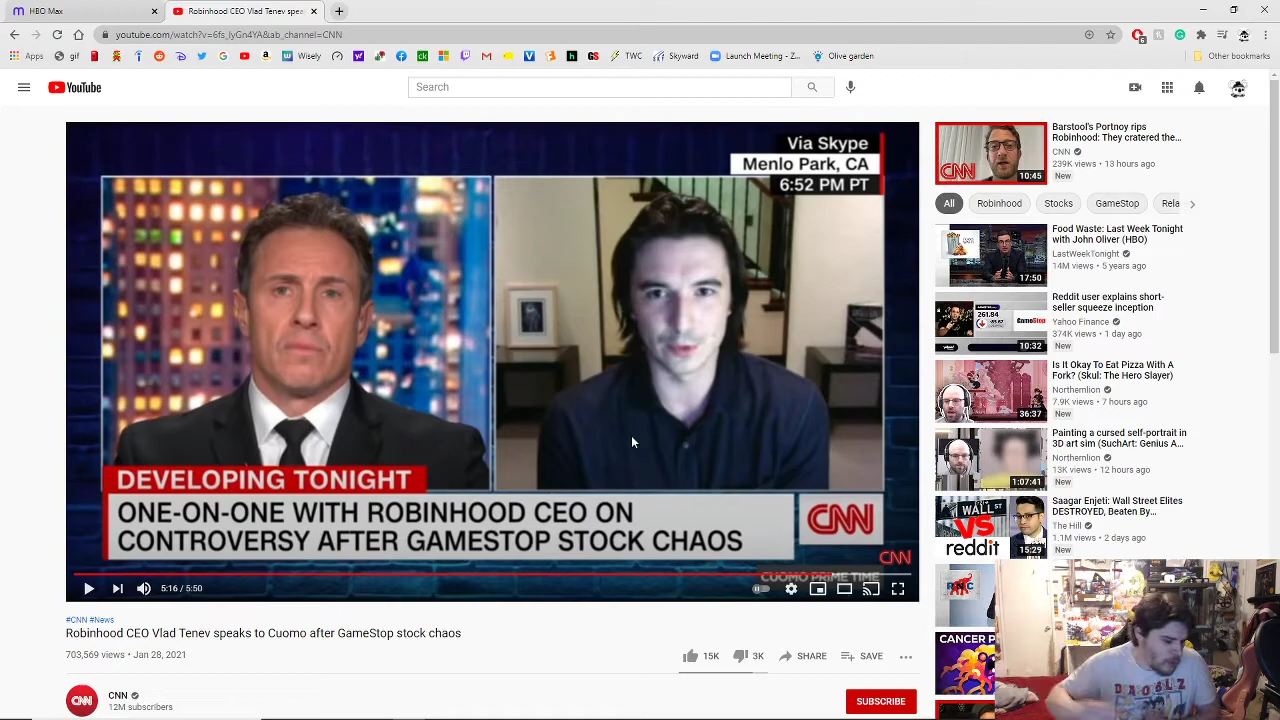 HBO Max
Robinhood CEO Vlad Tenev spea
youtube.com/watch?v=6fs_lyGn4YA&ab_channel=CNN
6
Apps
gif
Wisely
TWC
Skyward
Launch Meeting - Z...
Olive garden
Other bookmarks
YouTube
Search
Via Skype
Menlo Park, CA
6:52 PM PT
DEVELOPING TONIGHT
ONE-ON-ONE WITH ROBINHOOD CEO ON
CONTROVERSY AFTER GAMESTOP STOCK CHAOS
CNN
CNN
CUOMO PRIME TIME
5:16 / 5:50
#CNN #News
Robinhood CEO Vlad Tenev speaks to Cuomo after GameStop stock chaos
703,569 views • Jan 28, 2021
15K
3K
SHARE
SAVE
CNN
CNN
12M subscribers
SUBSCRIBE
CNN
10:45
Barstool's Portnoy rips
Robinhood: They cratered the...
CNN
239K views • 13 hours ago
New
All
Robinhood
Stocks
GameStop
Rela
17:50
Food Waste: Last Week Tonight
with John Oliver (HBO)
LastWeekTonight
14M views • 5 years ago
261.84
GameStop
10:32
Reddit user explains short-
seller squeeze inception
Yahoo Finance
374K views • 1 day ago
New
36:37
Is It Okay To Eat Pizza With A
Fork? (Skul: The Hero Slayer)
Northernlion
7.9K views • 7 hours ago
New
1:07:41
Painting a cursed self-portrait in
3D art sim (SuchArt: Genius A...
Northernlion
13K views • 12 hours ago
New
WALL ST
VS
reddit
15:29
Saagar Enjeti: Wall Street Elites
DESTROYED, Beaten By...
The Hill
1.1M views • 2 days ago
New
CANCER P